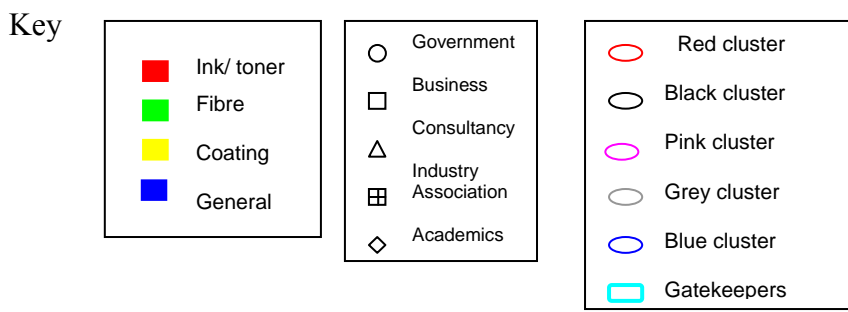 Key
Ink/ toner
Fibre
Coating
General
Government
Business
Consultancy
Industry
Association
Academics
Red cluster
Black cluster
Pink cluster
Grey cluster
Blue cluster
Gatekeepers